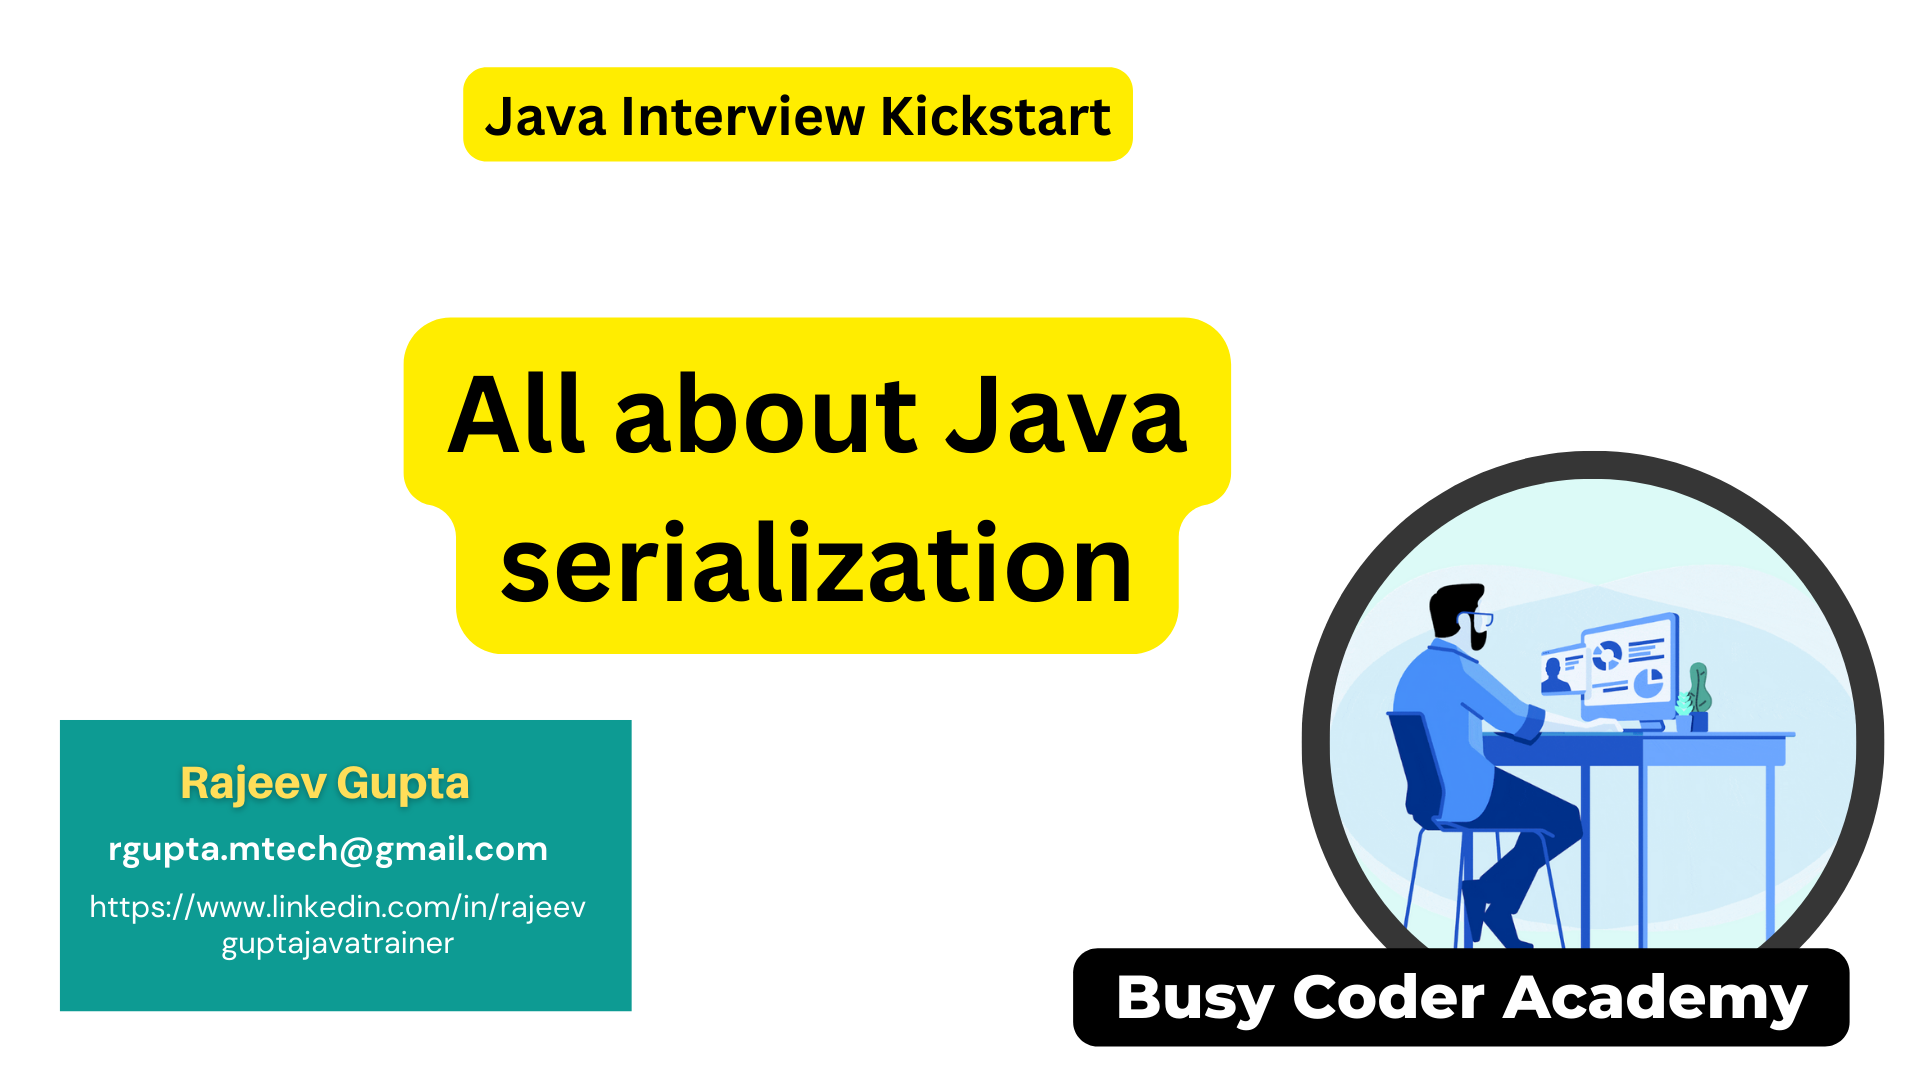 Java Interview Kickstart
All about Java
serialization
Rajeev Gupta
rgupta.mtech@gmail.com
https://www.linkedin.com/in/rajeev
guptajavatrainer
Busy Coder Academy